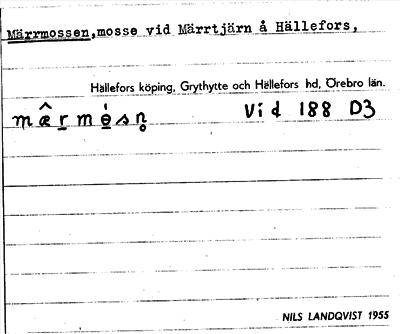 Märrmossen,mosse vid Märrtjärn å Hällefors,
Hällefors köping, Grythytte och Hällefors hd, Örebro län.
Vid 188 D3
NILS LANDQVIST 1955